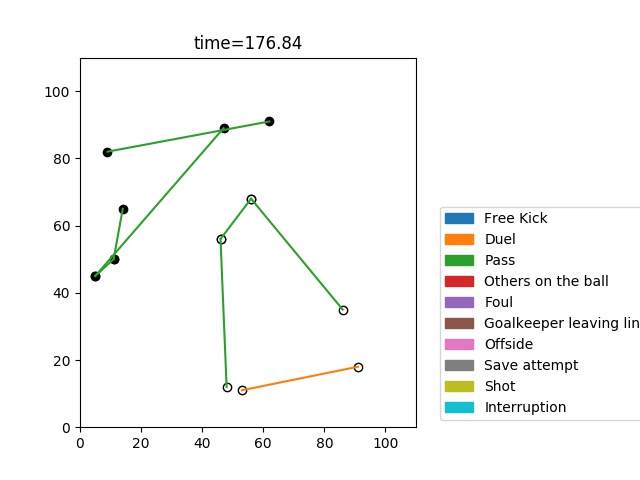 time=176.84
100
80
60
40
20
0
0 20 40 60 80 100
Free Kick
Duel
Pass
Others on the ball
Foul
Goalkeeper leaving lin
Offside
Save attempt
Shot
Interruption